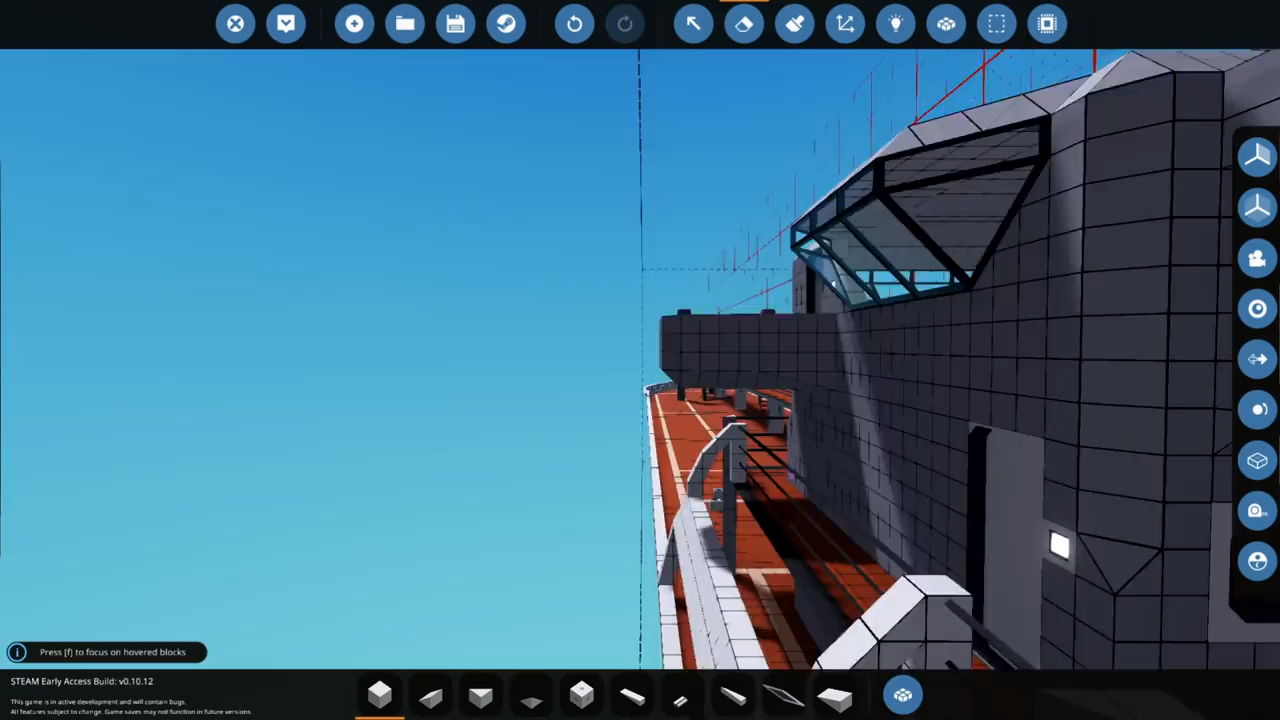 Press [f] to focus on hovered blocks
STEAM Early Access Build: v0.10.12
This game is in active development and will contain bugs.
All features subject to change. Game saves may not function in future versions.